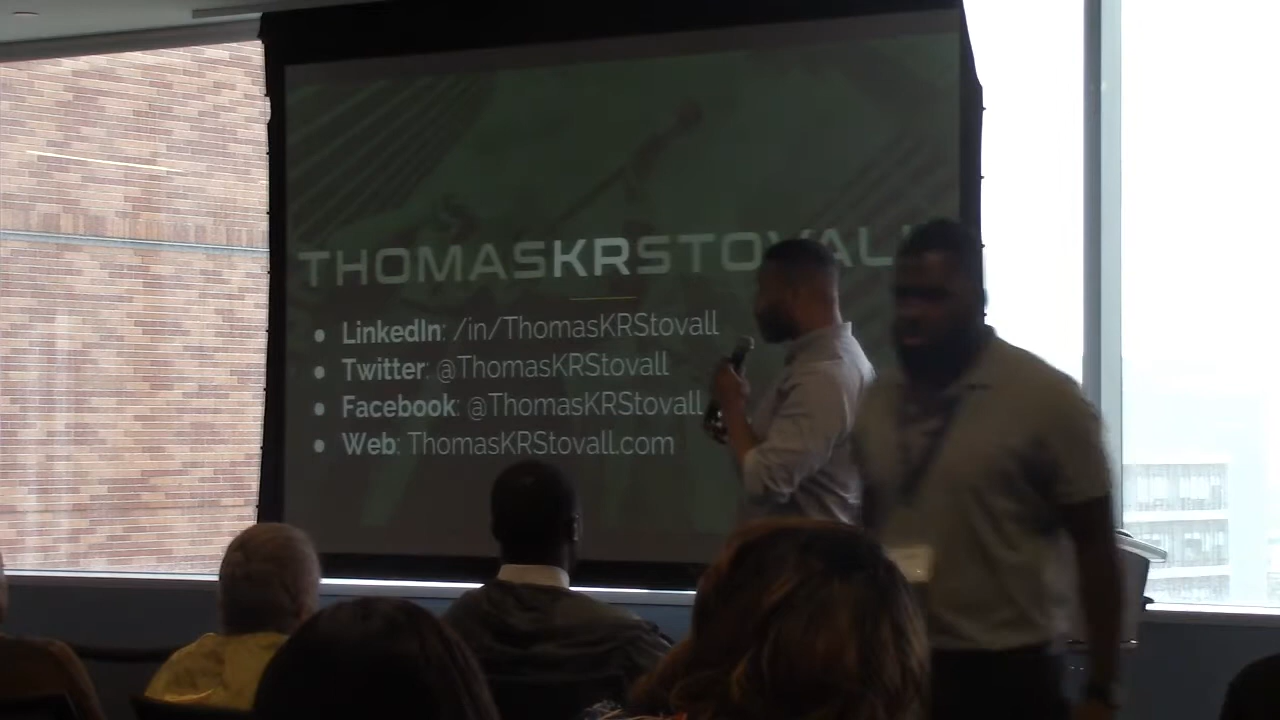 THOMASKRSTOVALL
• LinkedIn: /in/ThomasKRStovall
• Twitter: @ThomasKRStovall
• Facebook: @ThomasKRStovall
• Web: ThomasKRStovall.com